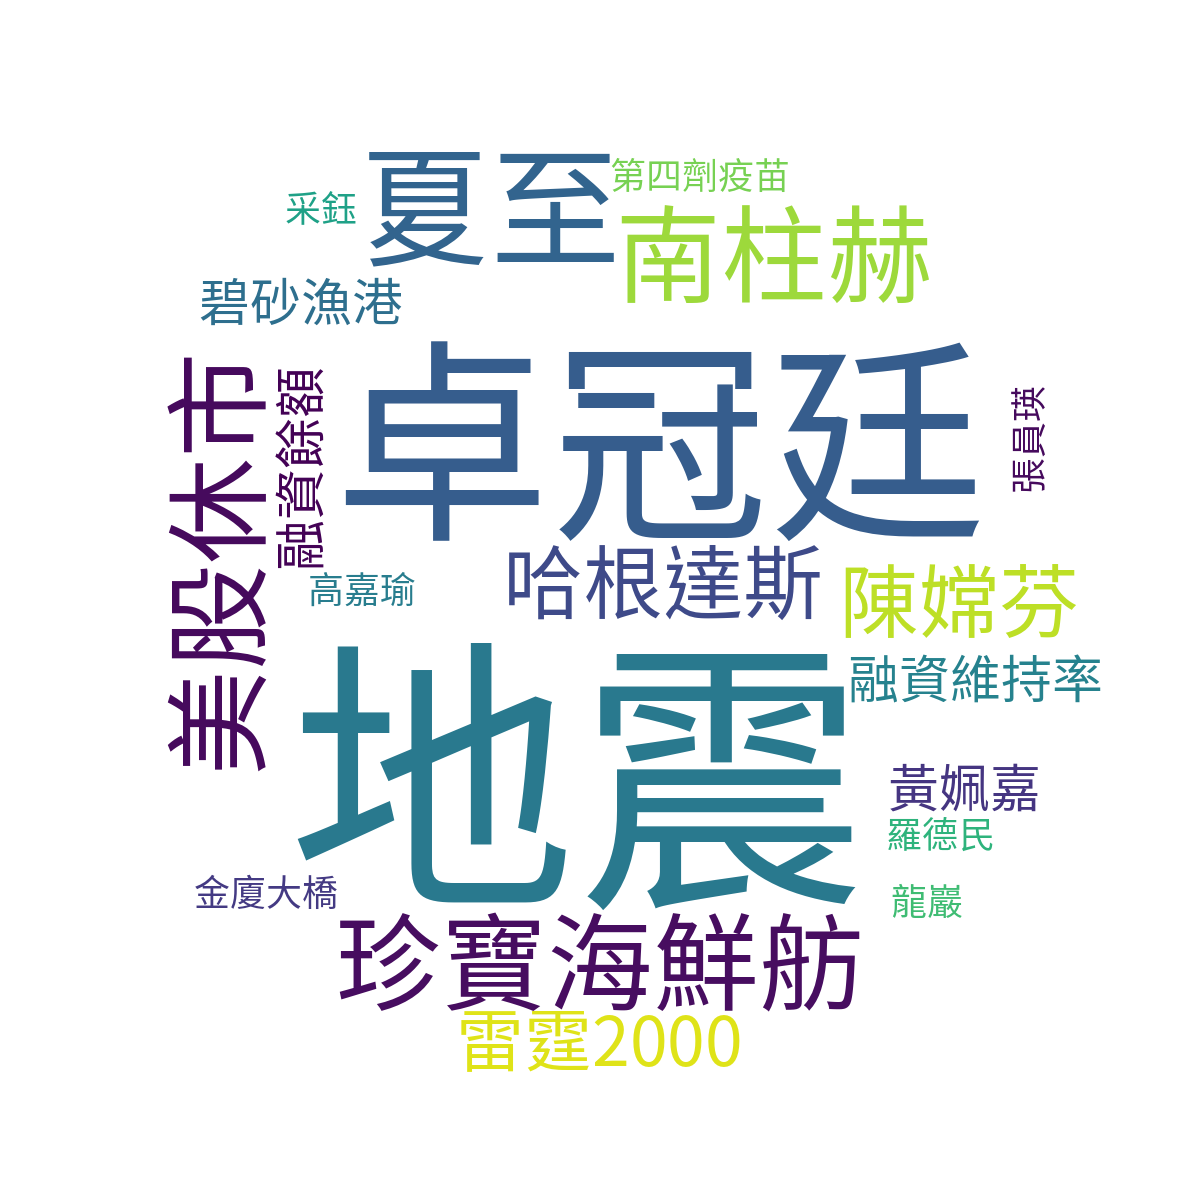 夏至
第四劑疫苗
采鈺
南柱赫
碧砂漁港
卓冠廷
美股休市
融資餘額
張員瑛
哈根達斯
陳嫦芬
高嘉瑜
地震
融資維持率
黃姵嘉
羅德民
金廈大橋
龍巖
珍寶海鮮舫
雷霆2000